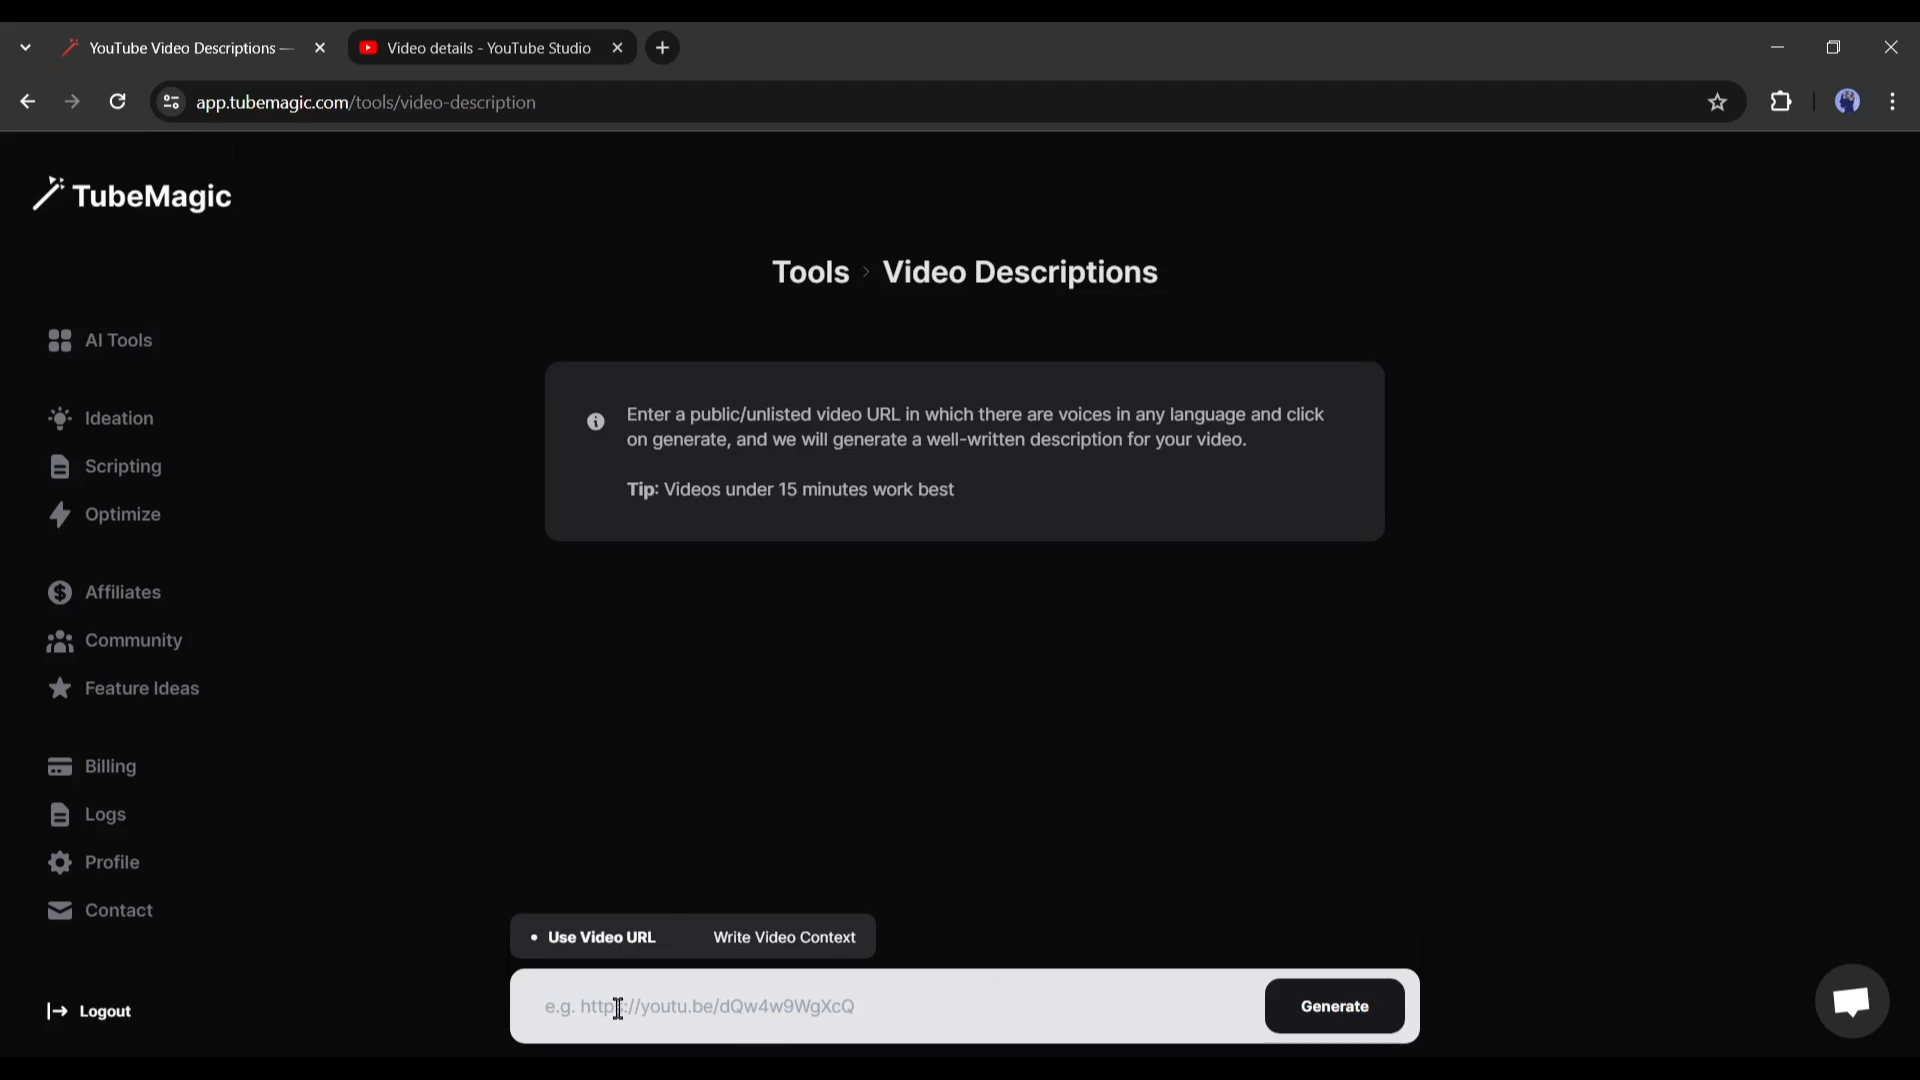 YouTube Video Descriptions —
Video details - YouTube Studio
app.tubemagic.com/tools/video-description
TubeMagic
Tools › Video Descriptions
AI Tools
Ideation
Scripting
Optimize
Affiliates
Community
Feature Ideas
Billing
Logs
Profile
Contact
Logout
Enter a public/unlisted video URL in which there are voices in any language and click
on generate, and we will generate a well-written description for your video.
Tip: Videos under 15 minutes work best
• Use Video URL Write Video Context
e.g. https://youtu.be/dQw4w9WgXcQ
Generate